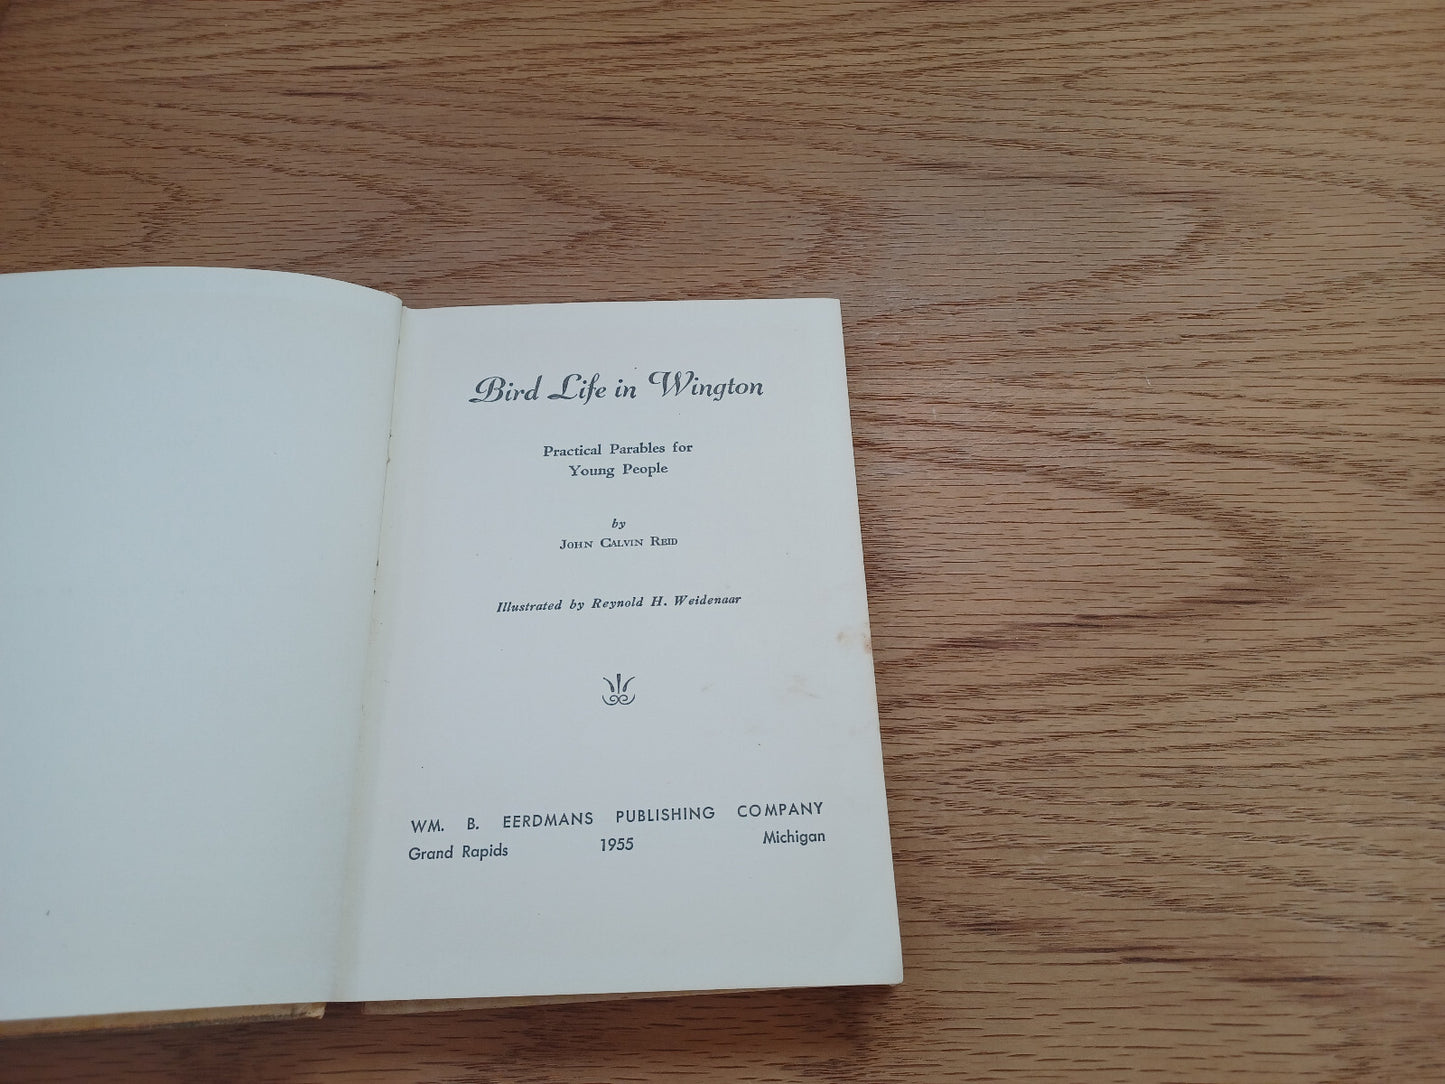 Bird Life in Wington
Practical Parables for
Young People
by
John Calvin Reid
Illustrated by Reynold H. Weidenaar
WM. B. EERDMANS PUBLISHING COMPANY
Grand Rapids 1955 Michigan